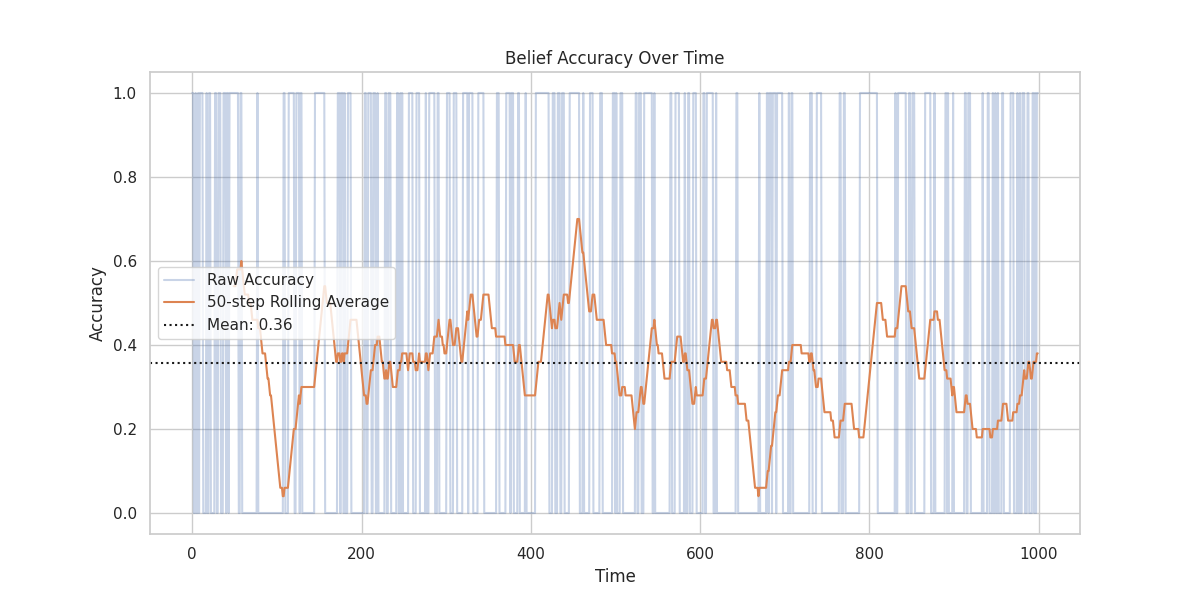 Belief Accuracy Over Time
1.0
0.8
0.6
0.4
0.2
0.0
Accuracy
Raw Accuracy
50-step Rolling Average
Mean: 0.36
0 200 400 600 800 1000
Time